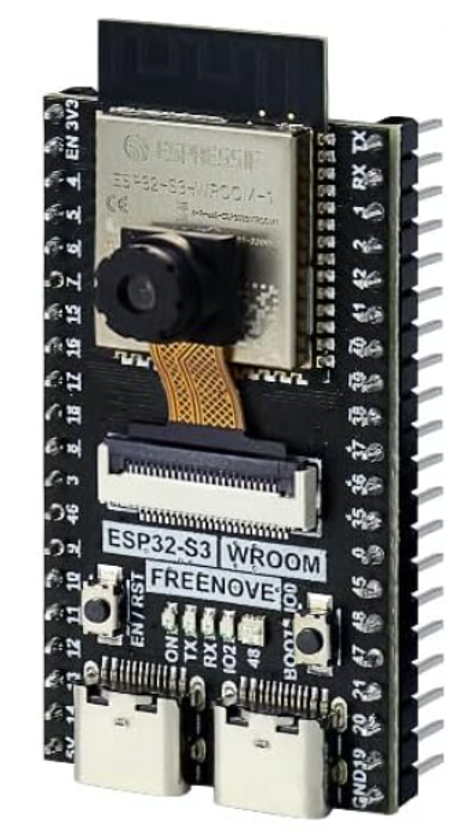 ESPRESSIF
ESP32-S3-WROOM-1
CE
3V3
EN
4
5
6
7
15
16
17
18
8
3
46
9
10
11
12
13
14
5V
TX
RX
1
2
42
41
40
39
38
37
36
35
0
45
48
47
21
20
19
GND
ESP32-S3 WROOM
FREENOVE
EN / RST
ON
TX
RX
IO2
48
BOOT / IO0